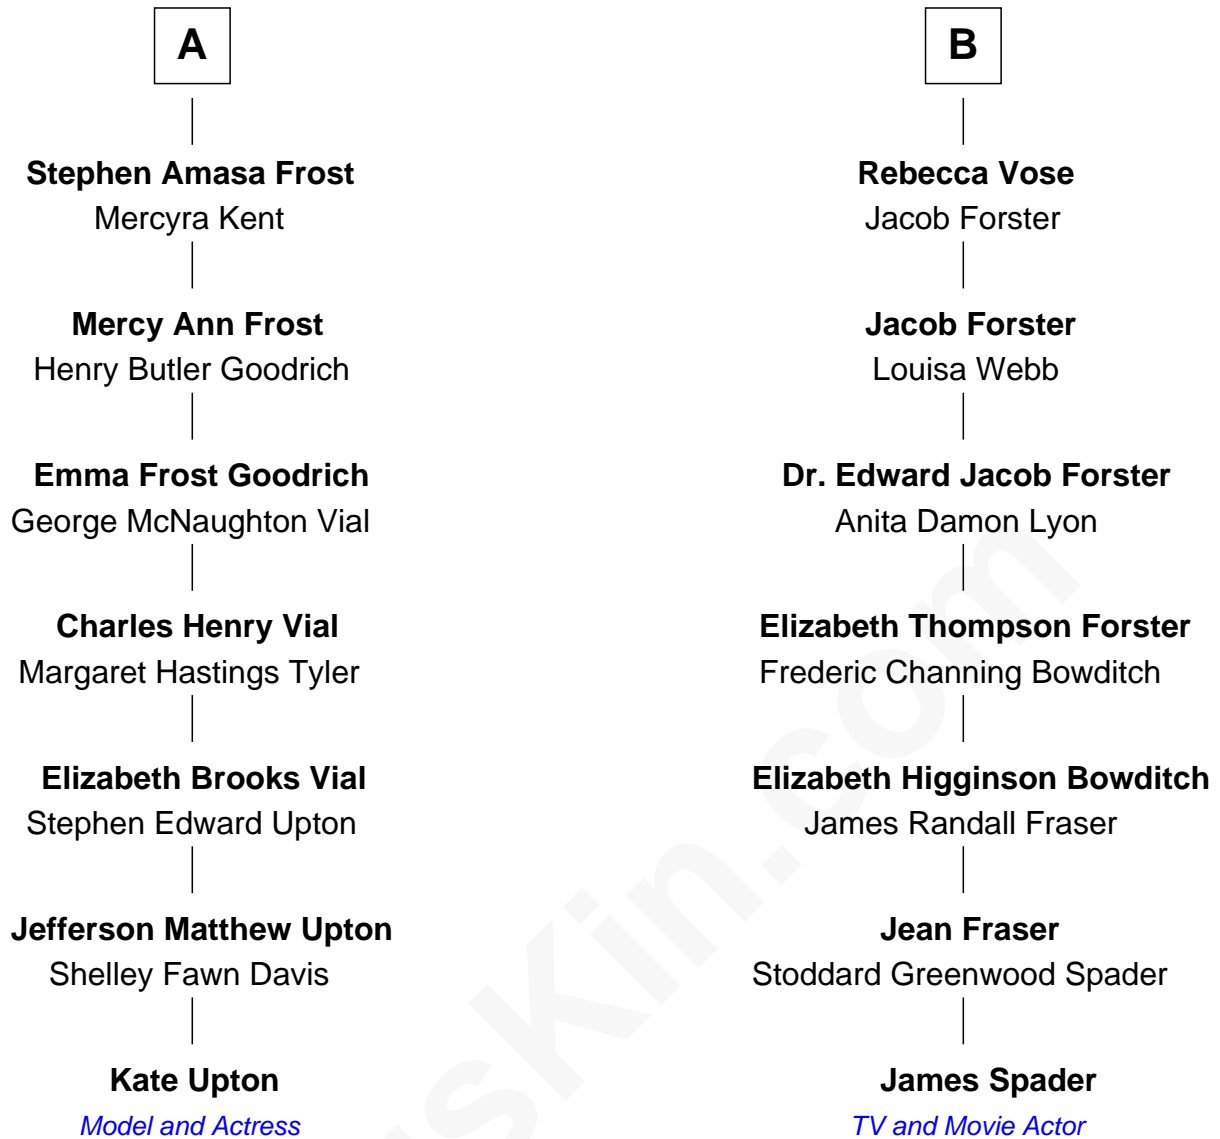 A
Stephen Amasa Frost
Mercyra Kent
Mercy Ann Frost
Henry Butler Goodrich
Emma Frost Goodrich
George McNaughton Vial
Charles Henry Vial
Margaret Hastings Tyler
Elizabeth Brooks Vial
Stephen Edward Upton
Jefferson Matthew Upton
Shelley Fawn Davis
Kate Upton
Model and Actress
B
Rebecca Vose
Jacob Forster
Jacob Forster
Louisa Webb
Dr. Edward Jacob Forster
Anita Damon Lyon
Elizabeth Thompson Forster
Frederic Channing Bowditch
Elizabeth Higginson Bowditch
James Randall Fraser
Jean Fraser
Stoddard Greenwood Spader
James Spader
TV and Movie Actor